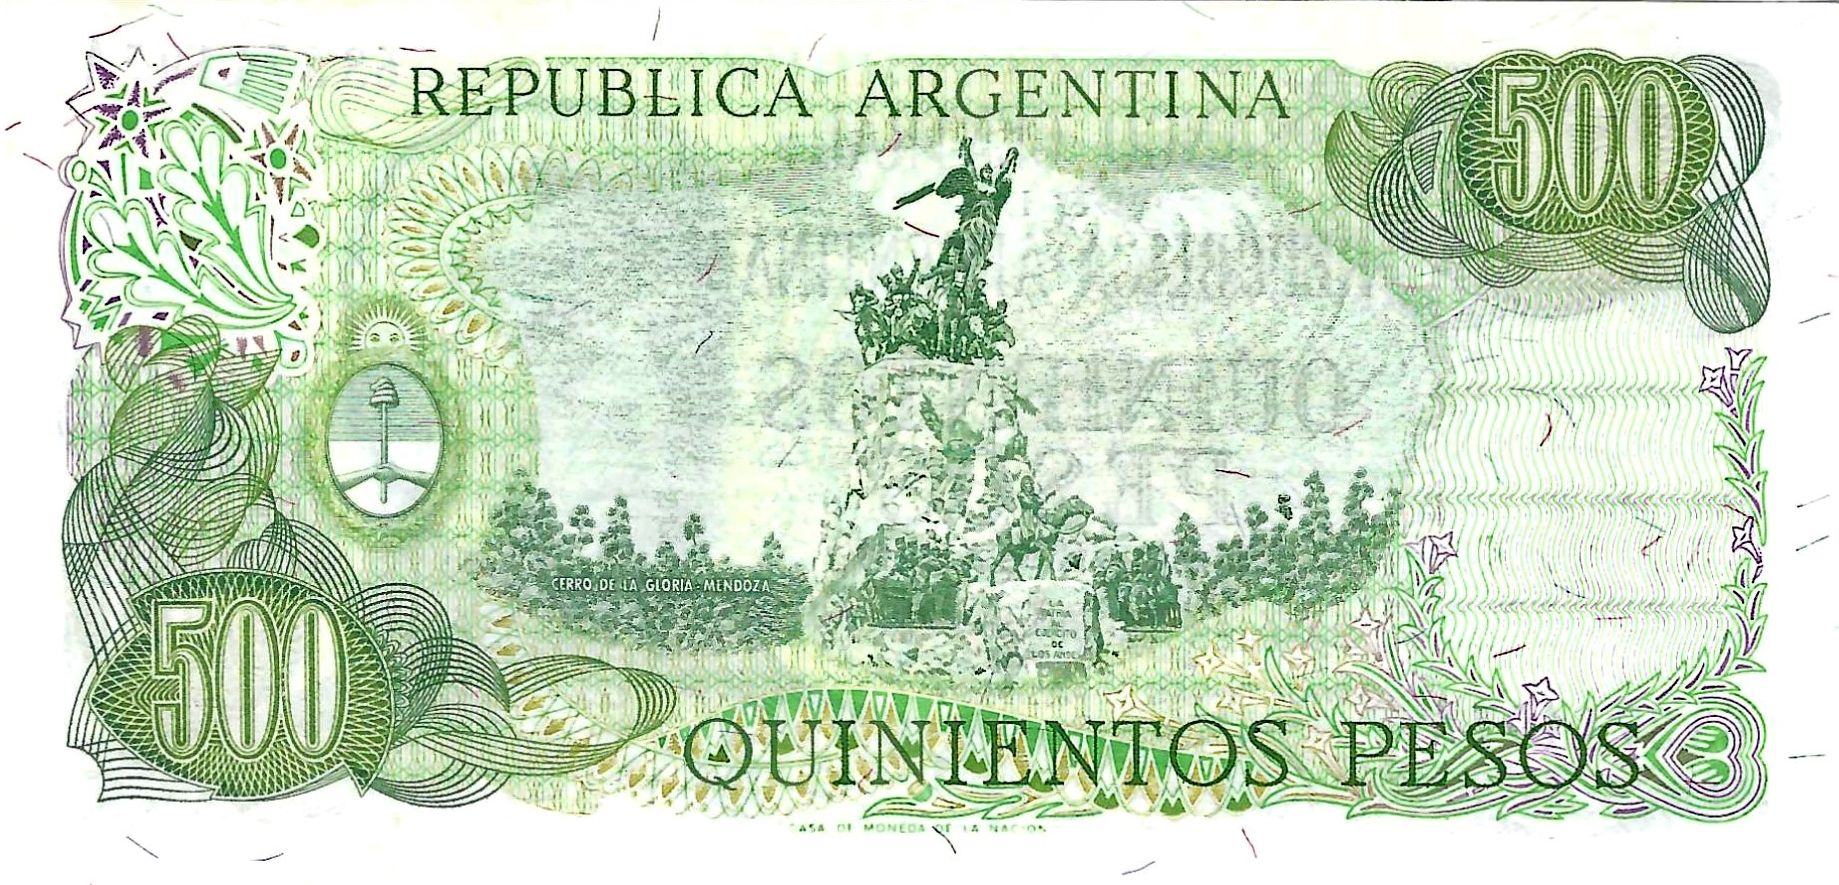 REPUBLICA ARGENTINA
500
CERRO DE LA GLORIA - MENDOZA
LA
PATRIA
AL
EJERCITO
DE
LOS ANDES
500
QUINIENTOS PESOS
CASA DE MONEDA DE LA NACION